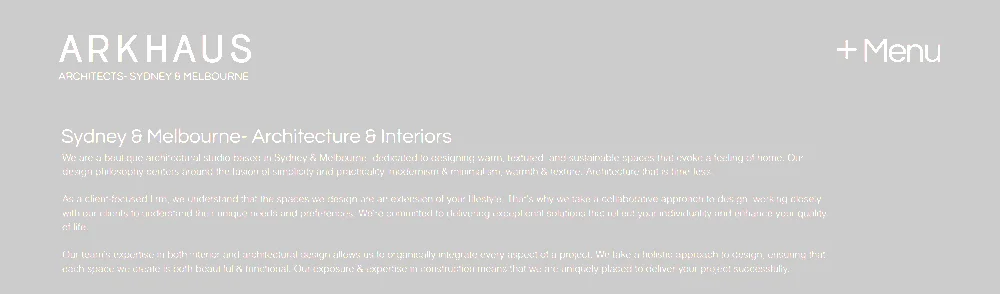 ARKHAUS
ARCHITECTS- SYDNEY & MELBOURNE
+ Menu
Sydney & Melbourne- Architecture & Interiors
We are a boutique architectural studio based in Sydney & Melbourne, dedicated to designing warm, textured, and sustainable spaces that evoke a feeling of home. Our
design philosophy centers around the fusion of simplicity and practicality, modernism & minimalism, warmth & texture. Architecture that is time-less.
As a client-focused firm, we understand that the spaces we design are an extension of your lifestyle. That's why we take a collaborative approach to design, working closely
with our clients to understand their unique needs and preferences. We're committed to delivering exceptional solutions that reflect your individuality and enhance your quality
of life.
Our team's expertise in both interior and architectural design allows us to organically integrate every aspect of a project. We take a holistic approach to design, ensuring that
each space we create is both beautiful & functional. Our exposure & expertise in construction means that we are uniquely placed to deliver your project successfully.